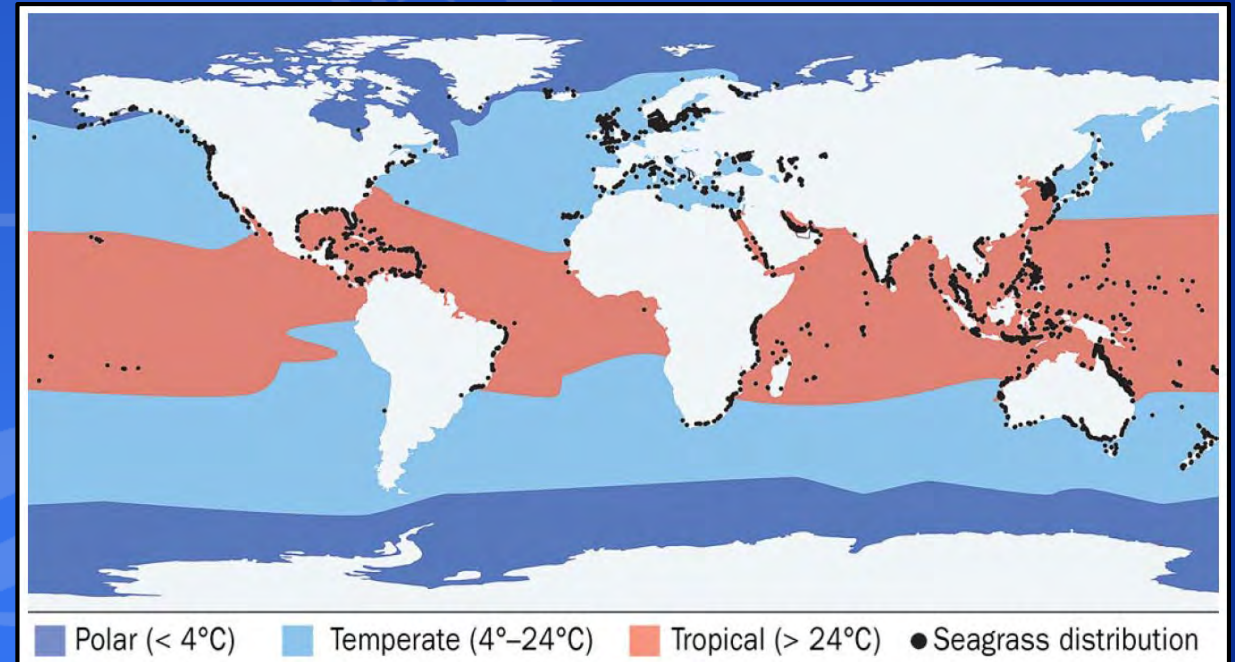 Polar (< 4°C) Temperate (4°–24°C) Tropical (> 24°C) Seagrass distribution